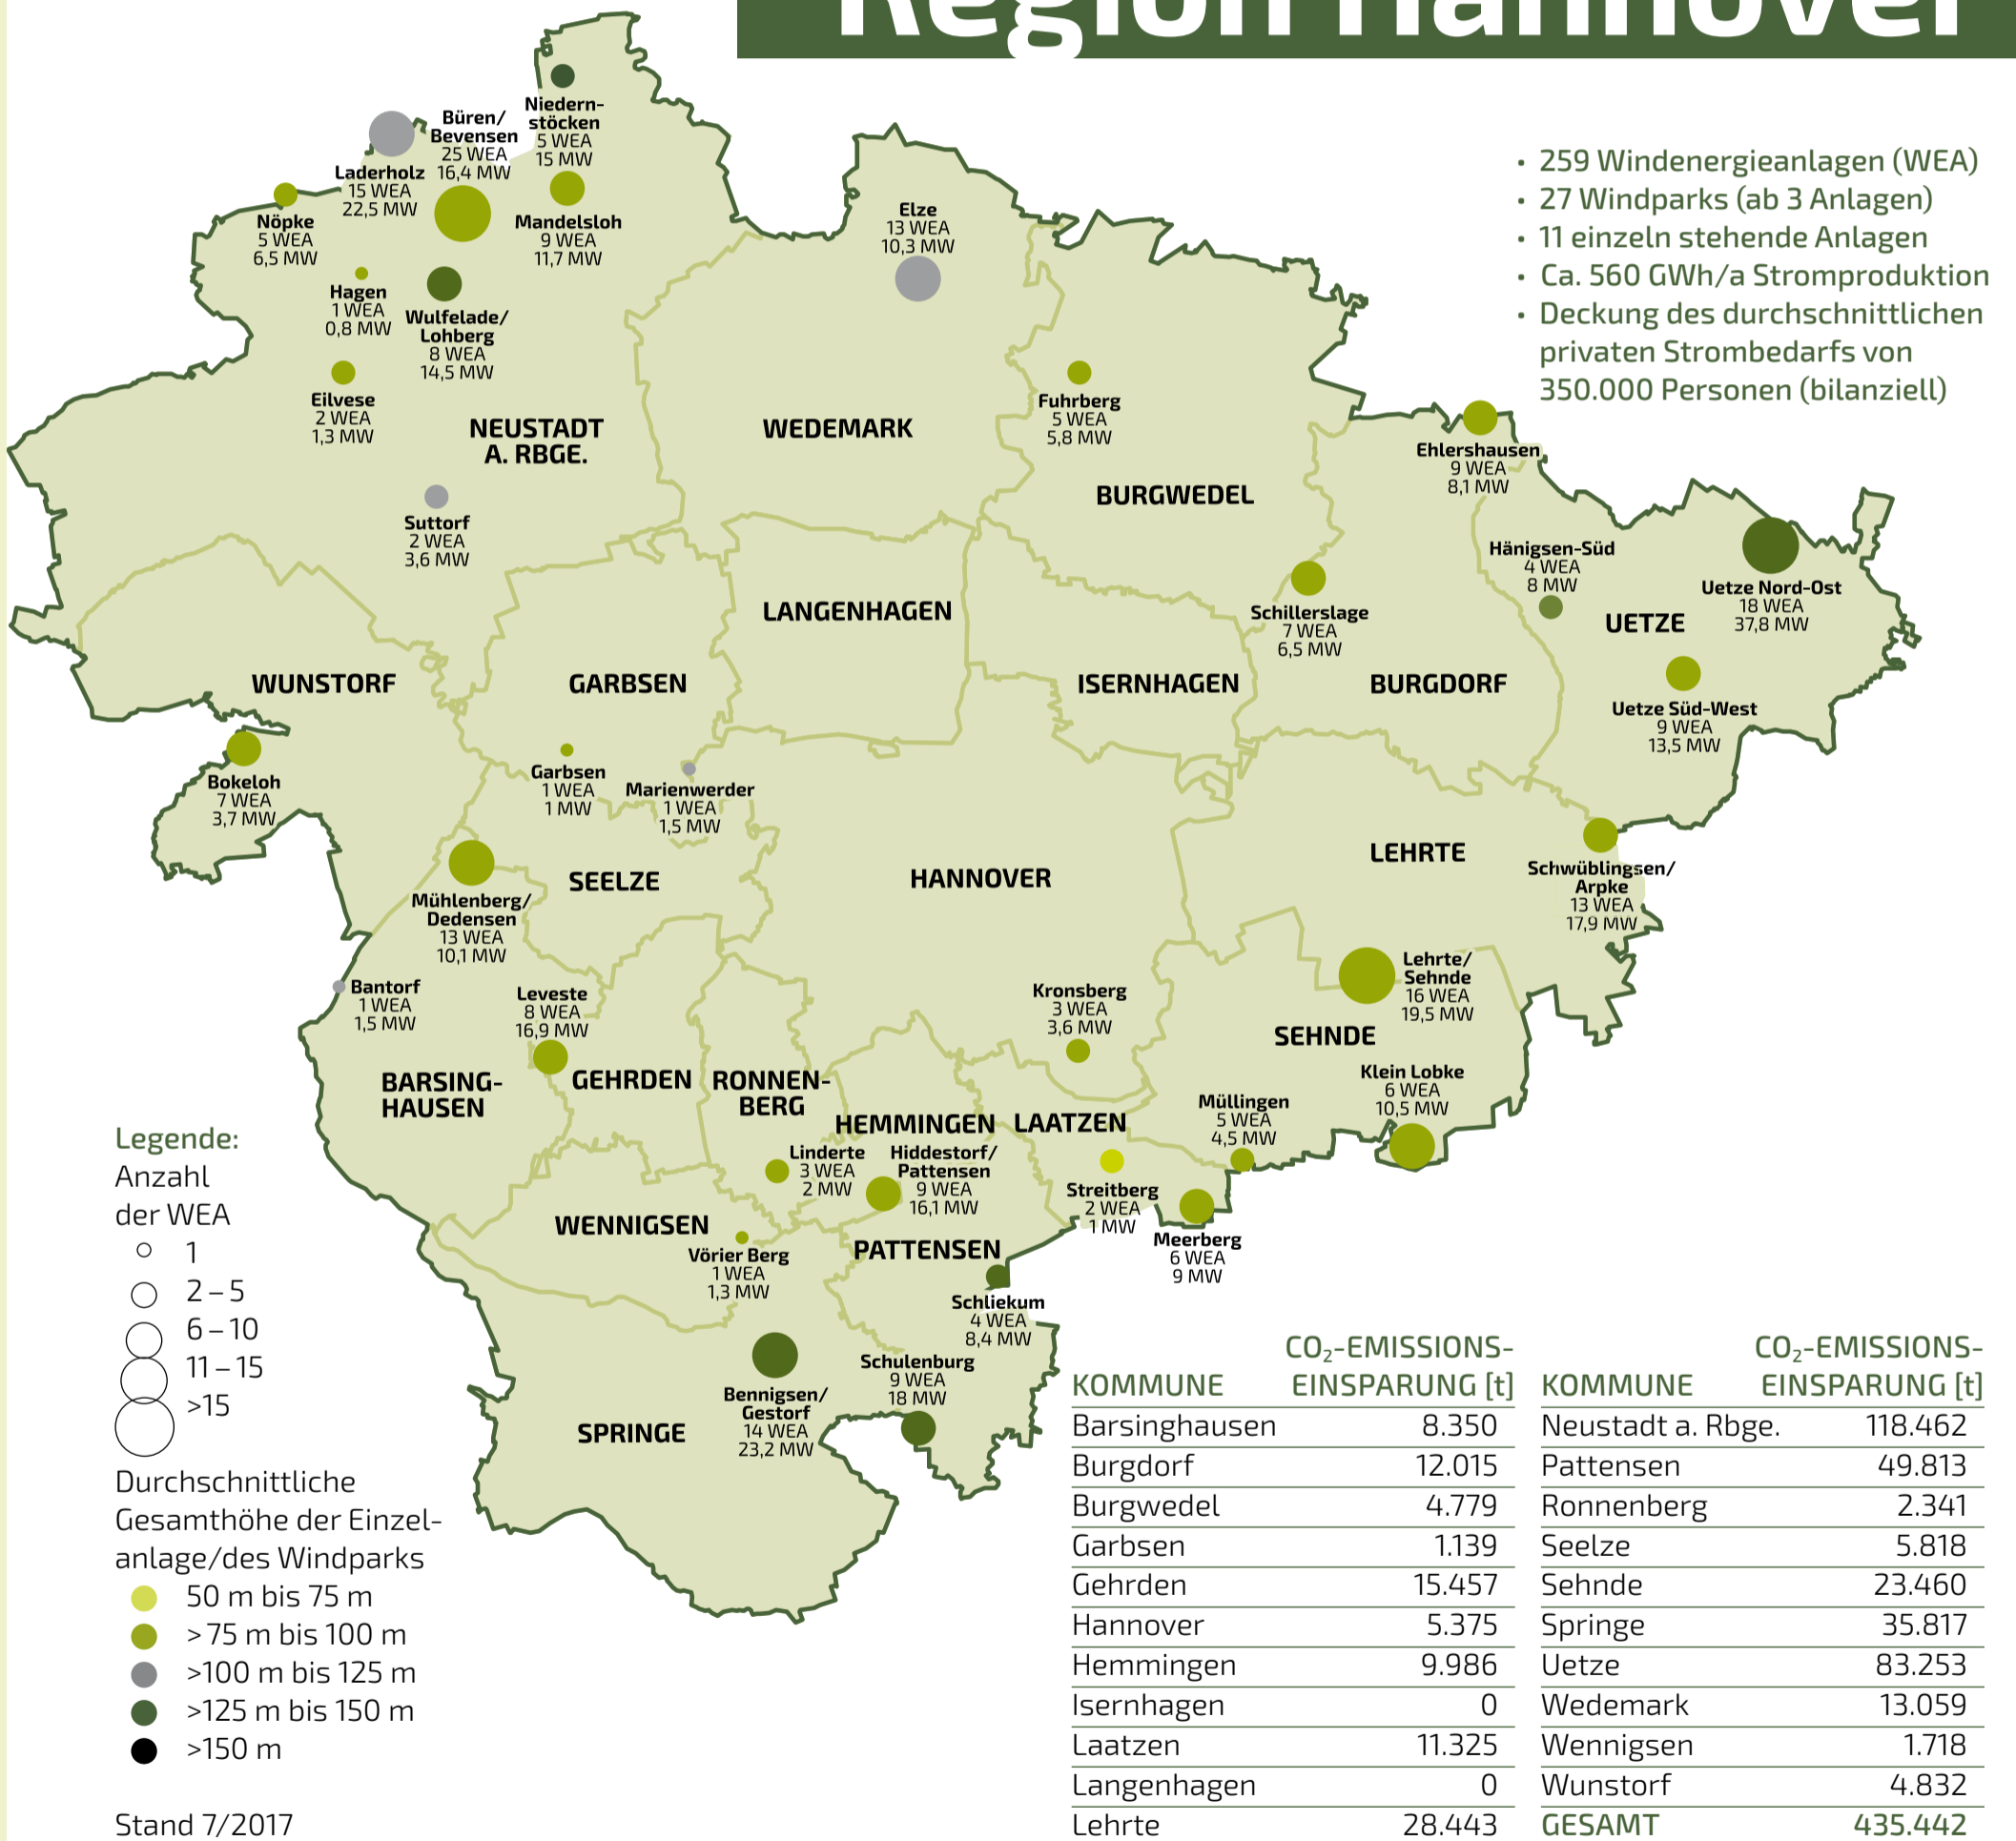 Region Hannover
• 259 Windenergieanlagen (WEA)
• 27 Windparks (ab 3 Anlagen)
• 11 einzeln stehende Anlagen
• Ca. 560 GWh/a Stromproduktion
• Deckung des durchschnittlichen
privaten Strombedarfs von
350.000 Personen (bilanziell)
Niedern-
stöcken
5 WEA
15 MW
Büren/
Bevensen
25 WEA
16,4 MW
Laderholz
15 WEA
22,5 MW
Nöpke
5 WEA
6,5 MW
Mandelsloh
9 WEA
11,7 MW
Elze
13 WEA
10,3 MW
Hagen
1 WEA
0,8 MW
Wulfelade/
Lohberg
8 WEA
14,5 MW
Eilvese
2 WEA
1,3 MW
NEUSTADT
A. RBGE.
WEDEMARK
Fuhrberg
5 WEA
5,8 MW
BURGWEDEL
Ehlershausen
9 WEA
8,1 MW
Suttorf
2 WEA
3,6 MW
Hänigsen-Süd
4 WEA
8 MW
Uetze Nord-Ost
18 WEA
37,8 MW
UETZE
LANGENHAGEN
Schillerslage
7 WEA
6,5 MW
WUNSTORF
GARBSEN
ISERNHAGEN
BURGDORF
Uetze Süd-West
9 WEA
13,5 MW
Bokeloh
7 WEA
3,7 MW
Garbsen
1 WEA
1 MW
Marienwerder
1 WEA
1,5 MW
SEELZE
HANNOVER
LEHRTE
Schwüblingsen/
Arpke
13 WEA
17,9 MW
Mühlenberg/
Dedensen
13 WEA
10,1 MW
Bantorf
1 WEA
1,5 MW
Leveste
8 WEA
16,9 MW
Kronsberg
3 WEA
3,6 MW
Lehrte/
Sehnde
16 WEA
19,5 MW
SEHNDE
Klein Lobke
6 WEA
10,5 MW
BARSING-
HAUSEN
GEHRDEN
RONNEN-
BERG
HEMMINGEN
LAATZEN
Müllingen
5 WEA
4,5 MW
Linderte
3 WEA
2 MW
Hiddestorf/
Pattensen
9 WEA
16,1 MW
Streitberg
2 WEA
1 MW
Meerberg
6 WEA
9 MW
WENNIGSEN
Vörier Berg
1 WEA
1,3 MW
PATTENSEN
Schliekum
4 WEA
8,4 MW
Schulenburg
9 WEA
18 MW
Bennigsen/
Gestorf
14 WEA
23,2 MW
SPRINGE
Legende:
Anzahl
der WEA
1
2 – 5
6 – 10
11 – 15
>15
Durchschnittliche
Gesamthöhe der Einzel-
anlage/des Windparks
50 m bis 75 m
> 75 m bis 100 m
>100 m bis 125 m
>125 m bis 150 m
>150 m
Stand 7/2017
KOMMUNE CO₂-EMISSIONS-
EINSPARUNG [t]
Barsinghausen 8.350
Burgdorf 12.015
Burgwedel 4.779
Garbsen 1.139
Gehrden 15.457
Hannover 5.375
Hemmingen 9.986
Isernhagen 0
Laatzen 11.325
Langenhagen 0
Lehrte 28.443
KOMMUNE CO₂-EMISSIONS-
EINSPARUNG [t]
Neustadt a. Rbge. 118.462
Pattensen 49.813
Ronnenberg 2.341
Seelze 5.818
Sehnde 23.460
Springe 35.817
Uetze 83.253
Wedemark 13.059
Wennigsen 1.718
Wunstorf 4.832
GESAMT 435.442